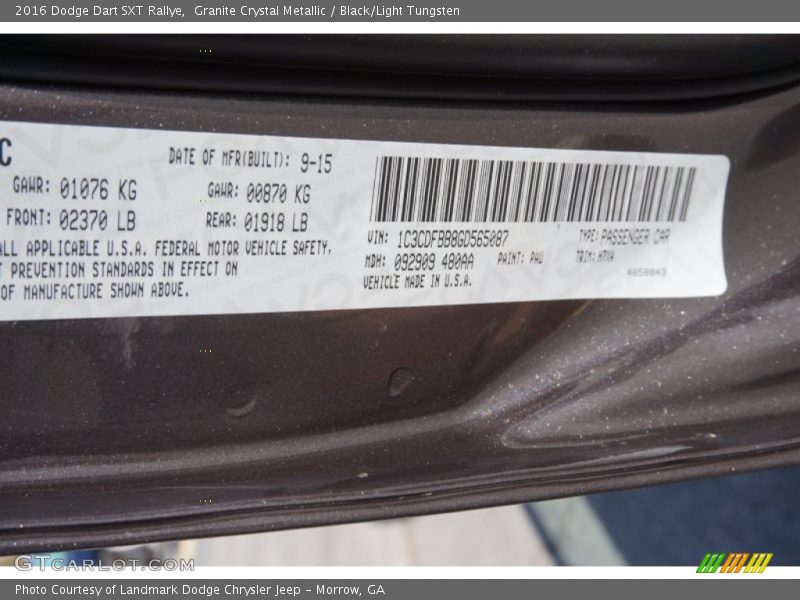 2016 Dodge Dart SXT Rallye,  Granite Crystal Metallic / Black/Light Tungsten
C
DATE OF MFR(BUILT): 9-15
GAWR: 01076 KG GAWR: 00870 KG
FRONT: 02370 LB REAR: 01918 LB
ALL APPLICABLE U.S.A. FEDERAL MOTOR VEHICLE SAFETY,
T PREVENTION STANDARDS IN EFFECT ON
OF MANUFACTURE SHOWN ABOVE.
VIN: 1C3CDFBB8GD565087 TYPE: PASSENGER CAR
MDH: 092909 480AA PAINT: PAU TRIM: H7XA
VEHICLE MADE IN U.S.A. 4658043
GTcarlot.com
Photo Courtesy of Landmark Dodge Chrysler Jeep - Morrow, GA